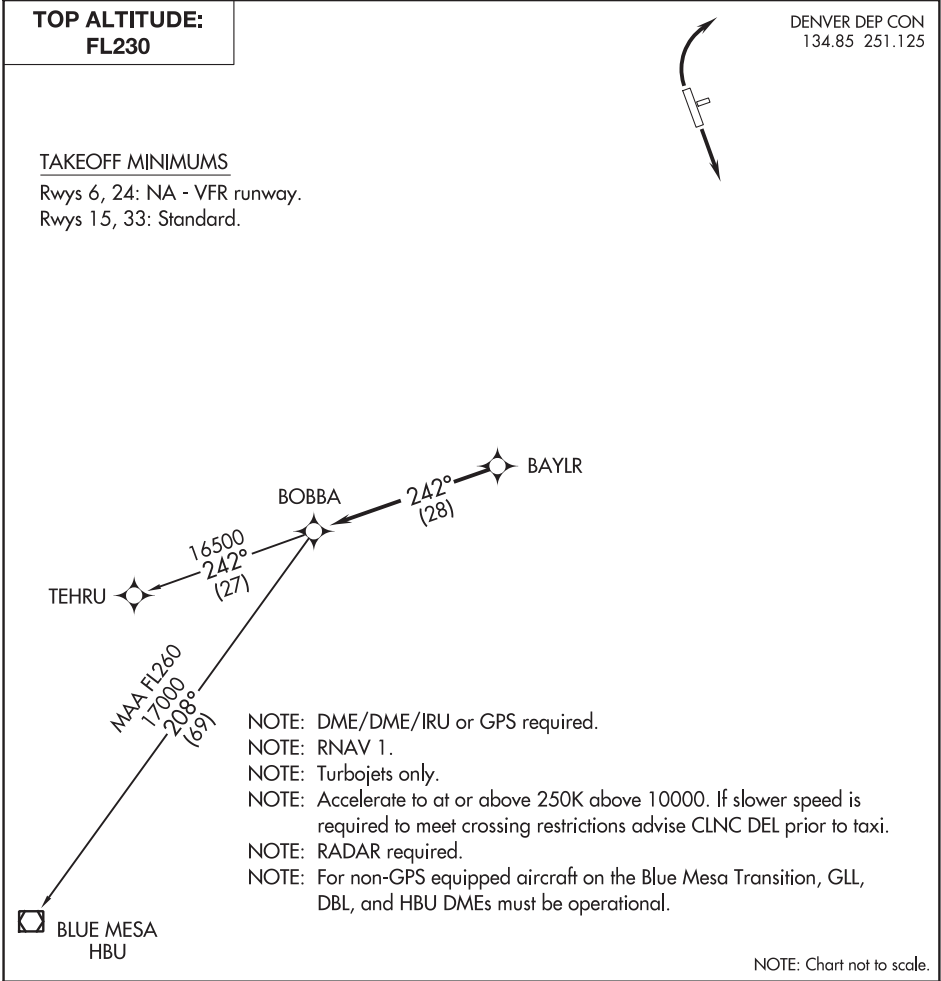 TOP ALTITUDE:
FL230
DENVER DEP CON
134.85 251.125
TAKEOFF MINIMUMS
Rwys 6, 24: NA - VFR runway.
Rwys 15, 33: Standard.
BAYLR
242°
(28)
BOBBA
16500
242°
(27)
TEHRU
MAA FL260
17000
208°
(69)
NOTE: DME/DME/IRU or GPS required.
NOTE: RNAV 1.
NOTE: Turbojets only.
NOTE: Accelerate to at or above 250K above 10000. If slower speed is
required to meet crossing restrictions advise CLNC DEL prior to taxi.
NOTE: RADAR required.
NOTE: For non-GPS equipped aircraft on the Blue Mesa Transition, GLL,
DBL, and HBU DMEs must be operational.
BLUE MESA
HBU
NOTE: Chart not to scale.